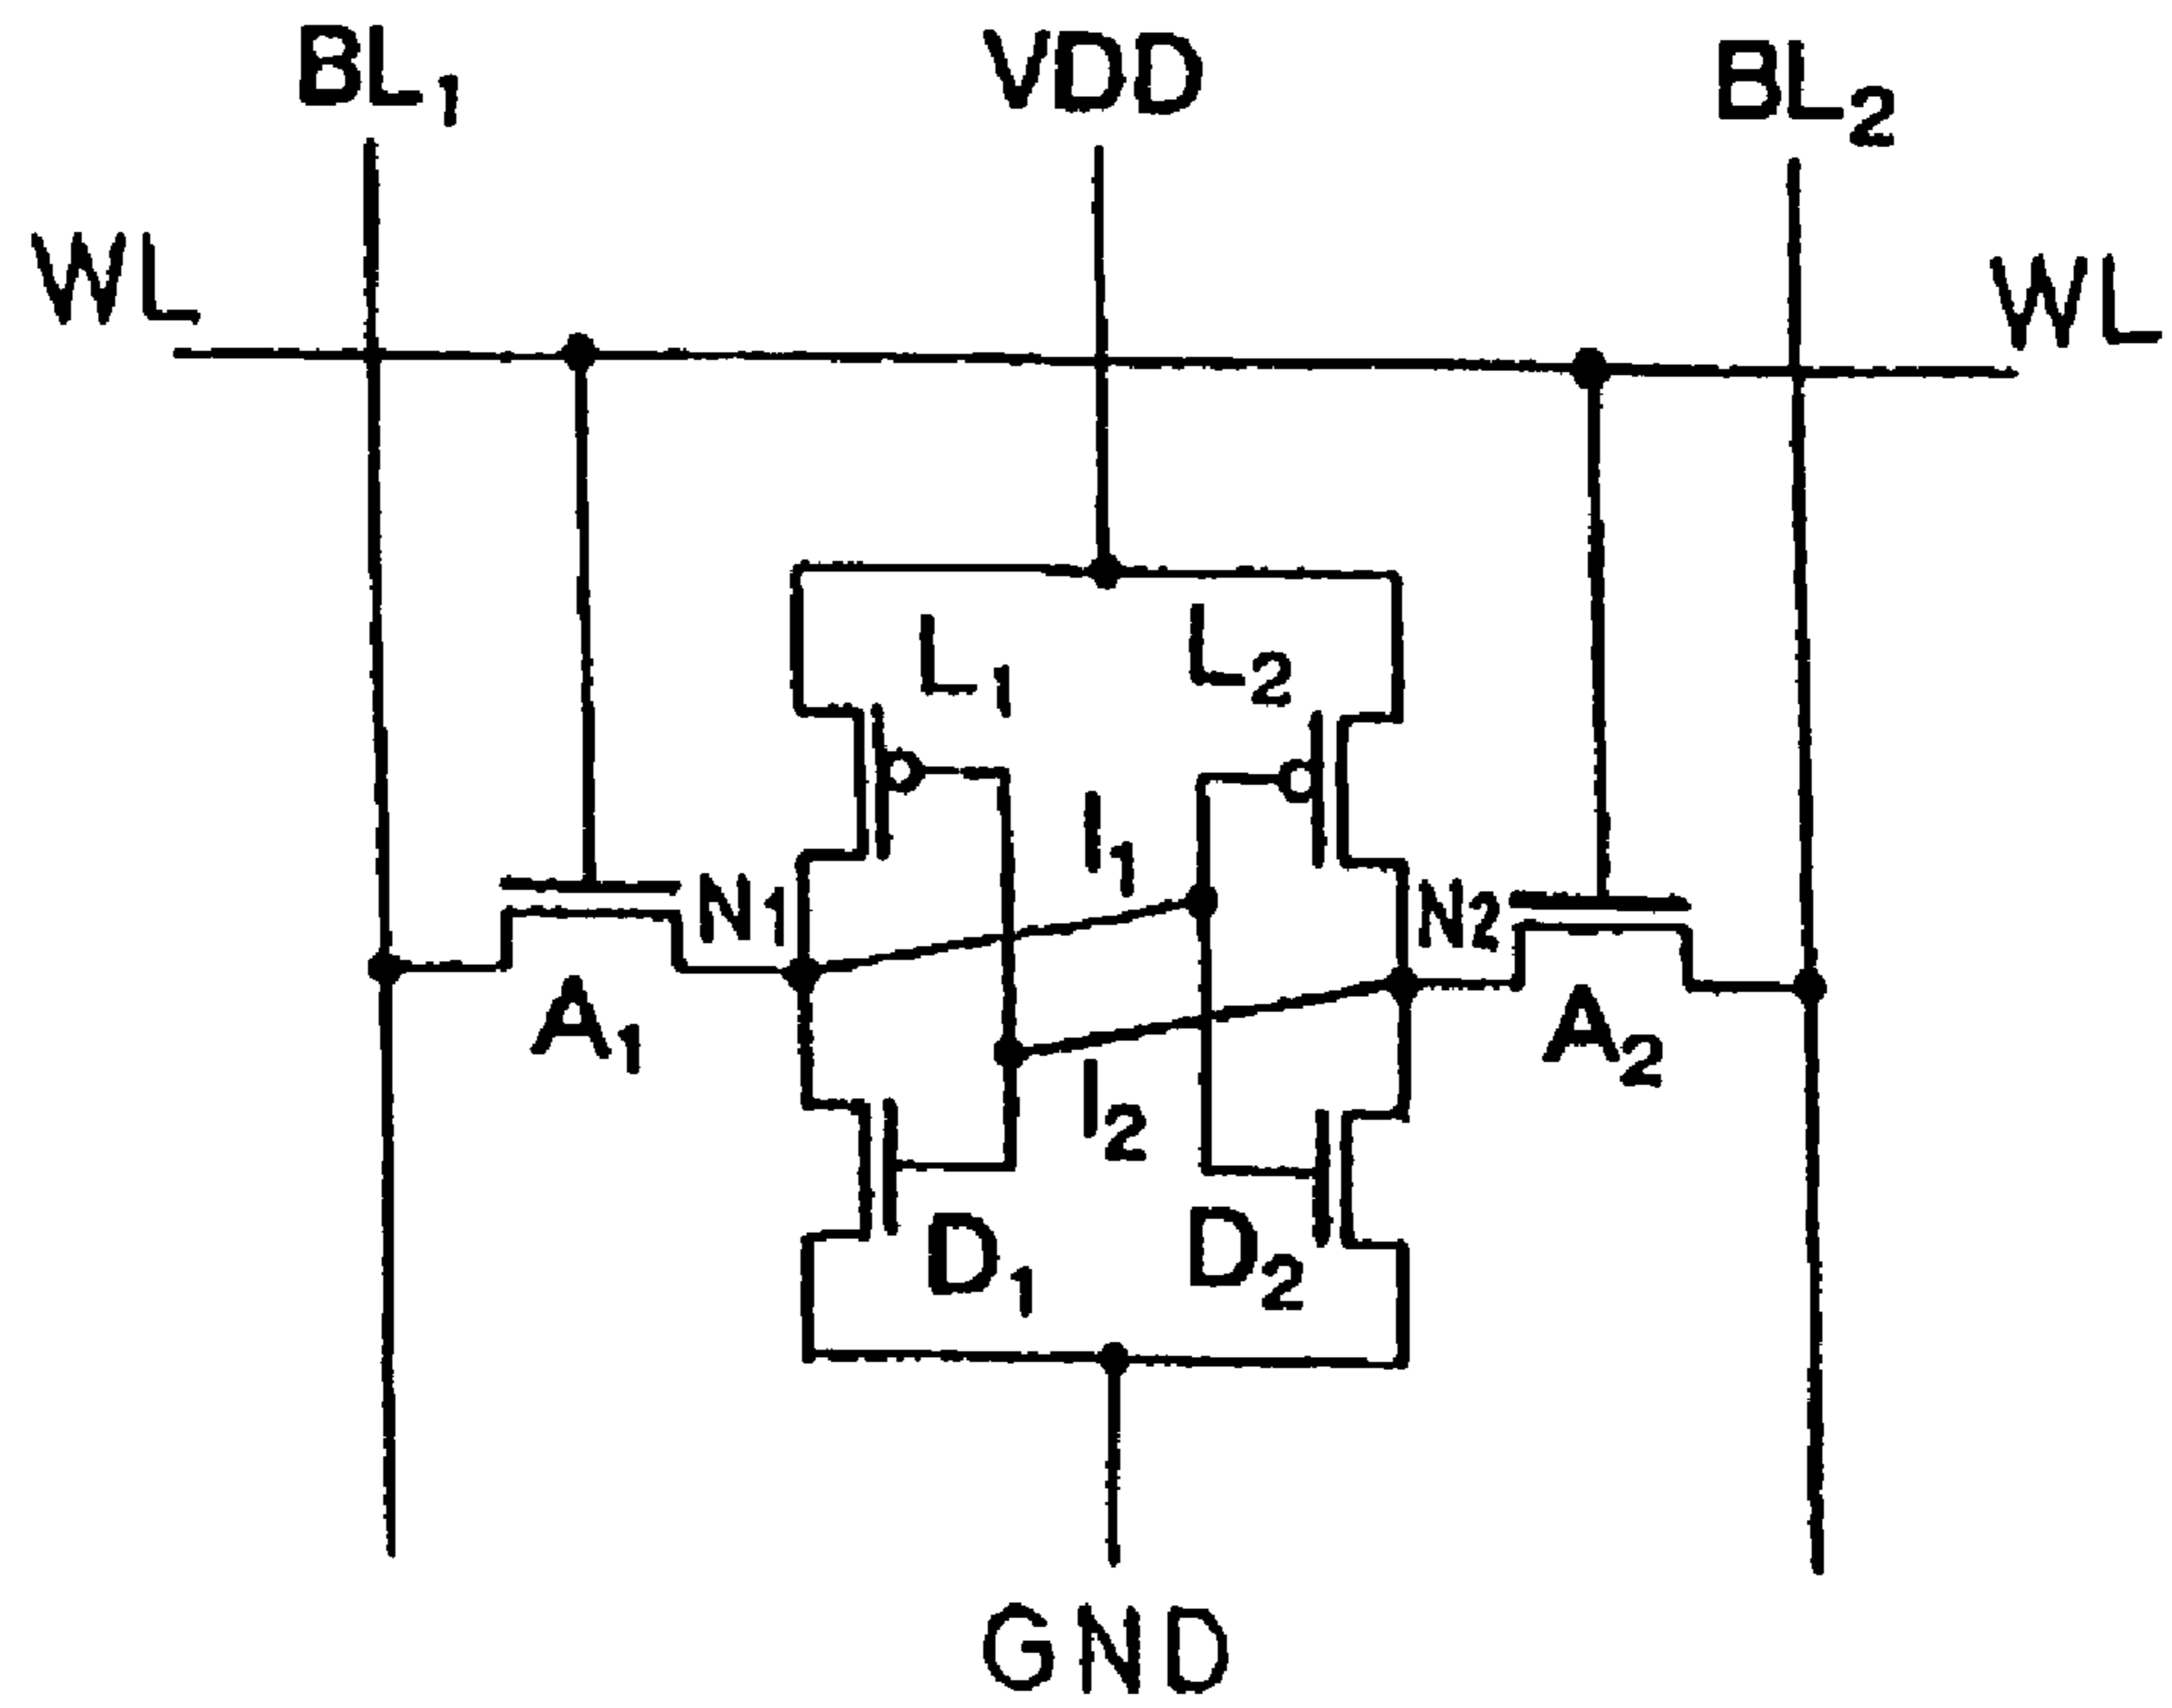 BL1 VDD BL2
WL WL
L1 L2
I1
N1 N2
A1 A2
I2
D1 D2
GND